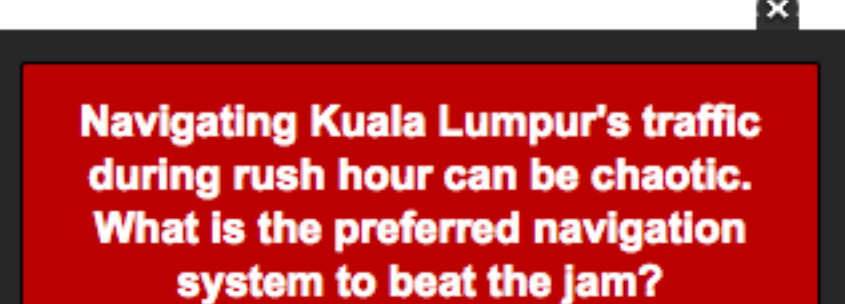 Navigating Kuala Lumpur's traffic
during rush hour can be chaotic.
What is the preferred navigation
system to beat the jam?